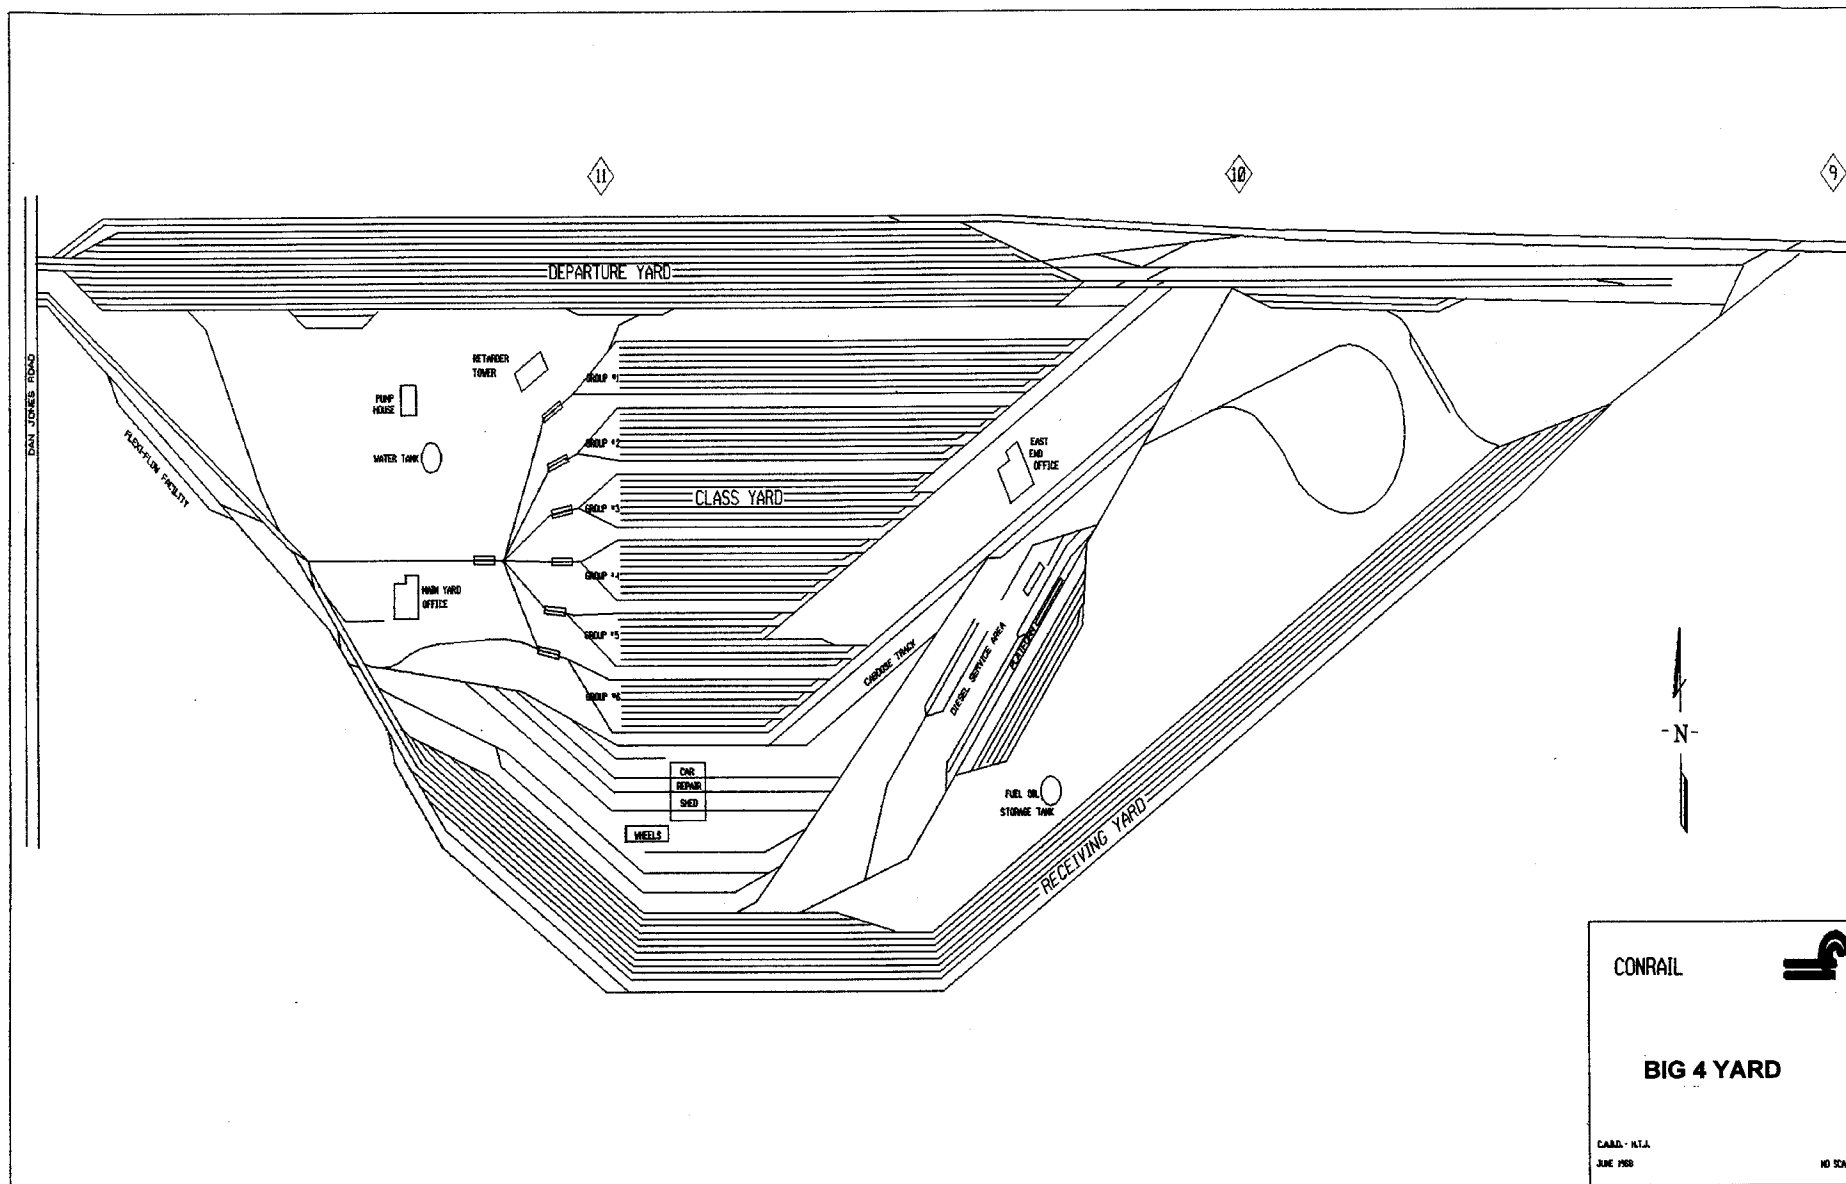 11
10
9
DEPARTURE YARD
DAN JONES ROAD
RETARDER
TOWER
PUMP
HOUSE
WATER TANK
FLEXI-FLOW FACILITY
GROUP #1
GROUP #2
GROUP #3
GROUP #4
GROUP #5
GROUP #6
CLASS YARD
EAST
END
OFFICE
MAIN YARD
OFFICE
CABOOSE TRACK
DIESEL SERVICE AREA
PLATFORM
CAR
REPAIR
SHED
WHEELS
FUEL OIL
STORAGE TANK
RECEIVING YARD
-N-
CONRAIL
BIG 4 YARD
C.A.D.D. - H.T.J.
JUNE 1988
NO SCA